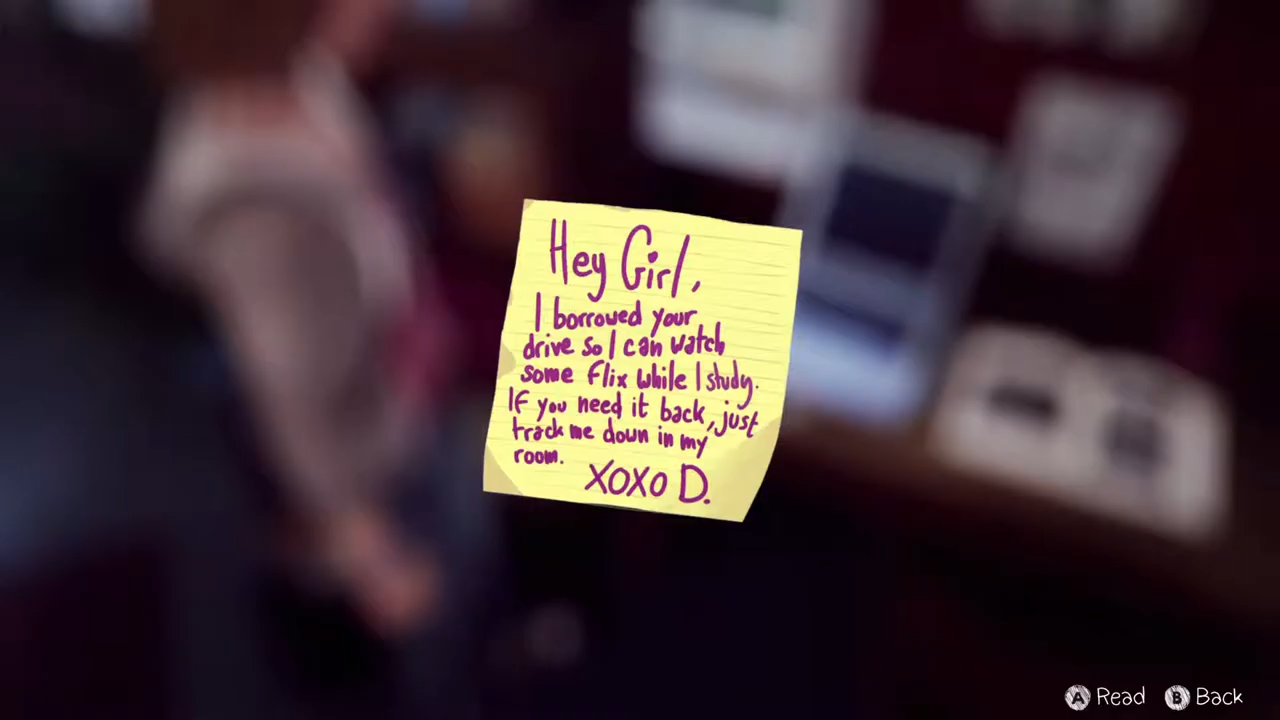 Hey Girl,
I borrowed your
drive so I can watch
some flix while I study.
If you need it back, just
track me down in my
room.
XOXO D.
A Read B Back